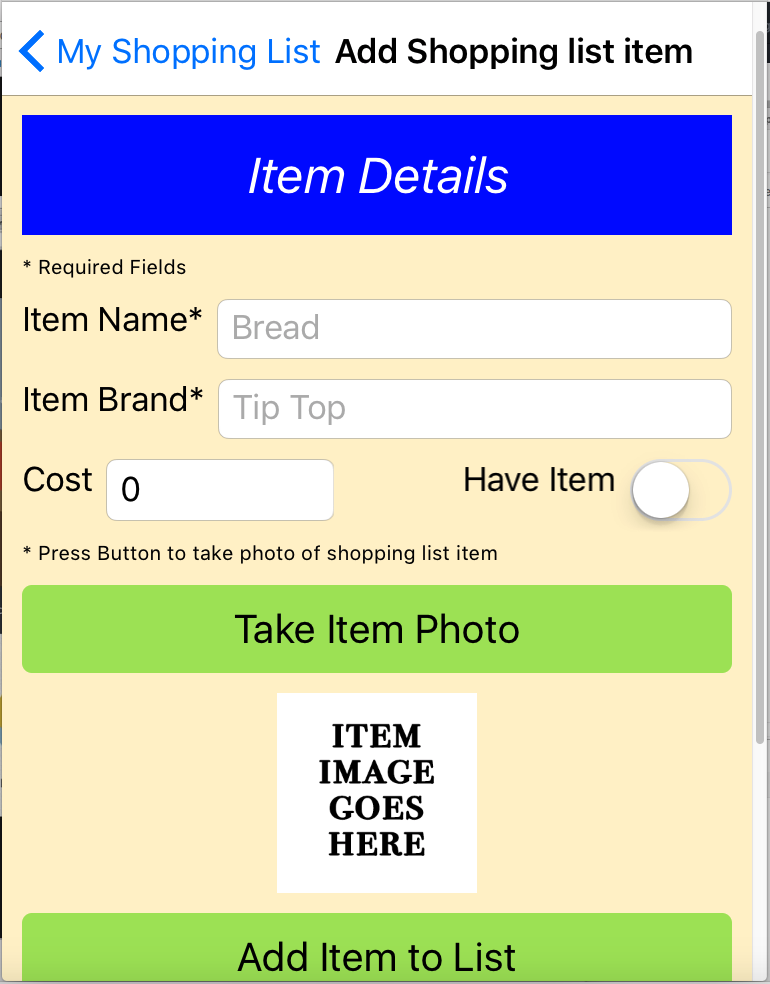 My Shopping List Add Shopping list item
Item Details
* Required Fields
Item Name* Bread
Item Brand* Tip Top
Cost 0 Have Item
* Press Button to take photo of shopping list item
Take Item Photo
ITEM
IMAGE
GOES
HERE
Add Item to List